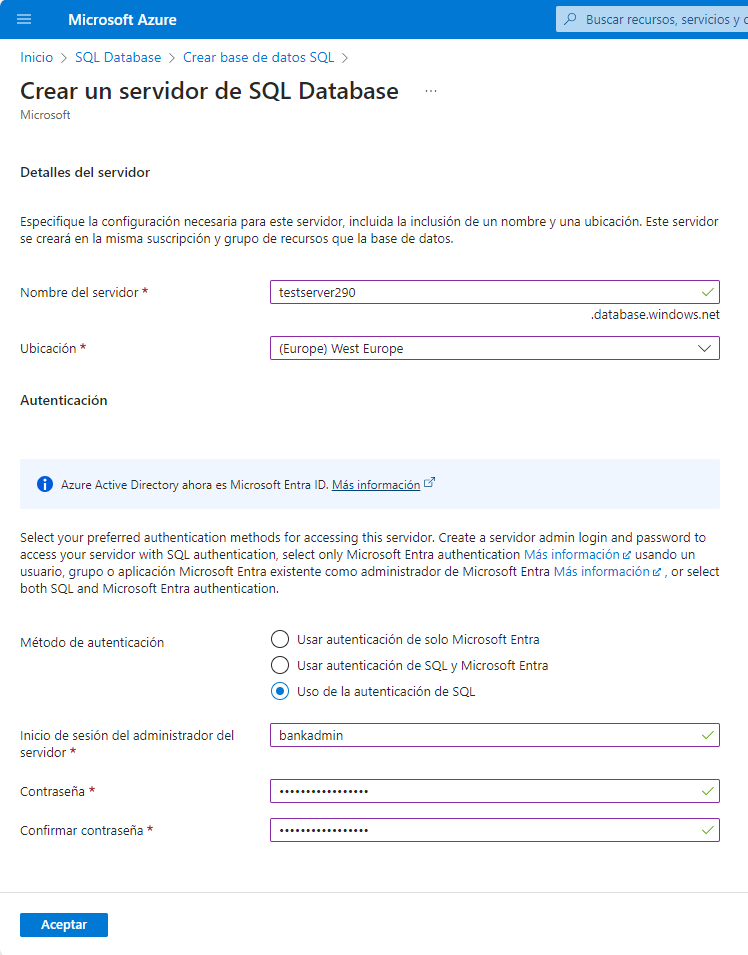 Microsoft Azure
Buscar recursos, servicios y
Inicio > SQL Database > Crear base de datos SQL >
Crear un servidor de SQL Database ...
Microsoft
Detalles del servidor
Especifique la configuración necesaria para este servidor, incluida la inclusión de un nombre y una ubicación. Este servidor
se creará en la misma suscripción y grupo de recursos que la base de datos.
Nombre del servidor *
testserver290
.database.windows.net
Ubicación *
(Europe) West Europe
Autenticación
Azure Active Directory ahora es Microsoft Entra ID. Más información
Select your preferred authentication methods for accessing this servidor. Create a servidor admin login and password to
access your servidor with SQL authentication, select only Microsoft Entra authentication Más información usando un
usuario, grupo o aplicación Microsoft Entra existente como administrador de Microsoft Entra Más información , or select
both SQL and Microsoft Entra authentication.
Método de autenticación
Usar autenticación de solo Microsoft Entra
Usar autenticación de SQL y Microsoft Entra
Uso de la autenticación de SQL
Inicio de sesión del administrador del
servidor *
bankadmin
Contraseña *
•••••••••••••••••
Confirmar contraseña *
•••••••••••••••••
Aceptar